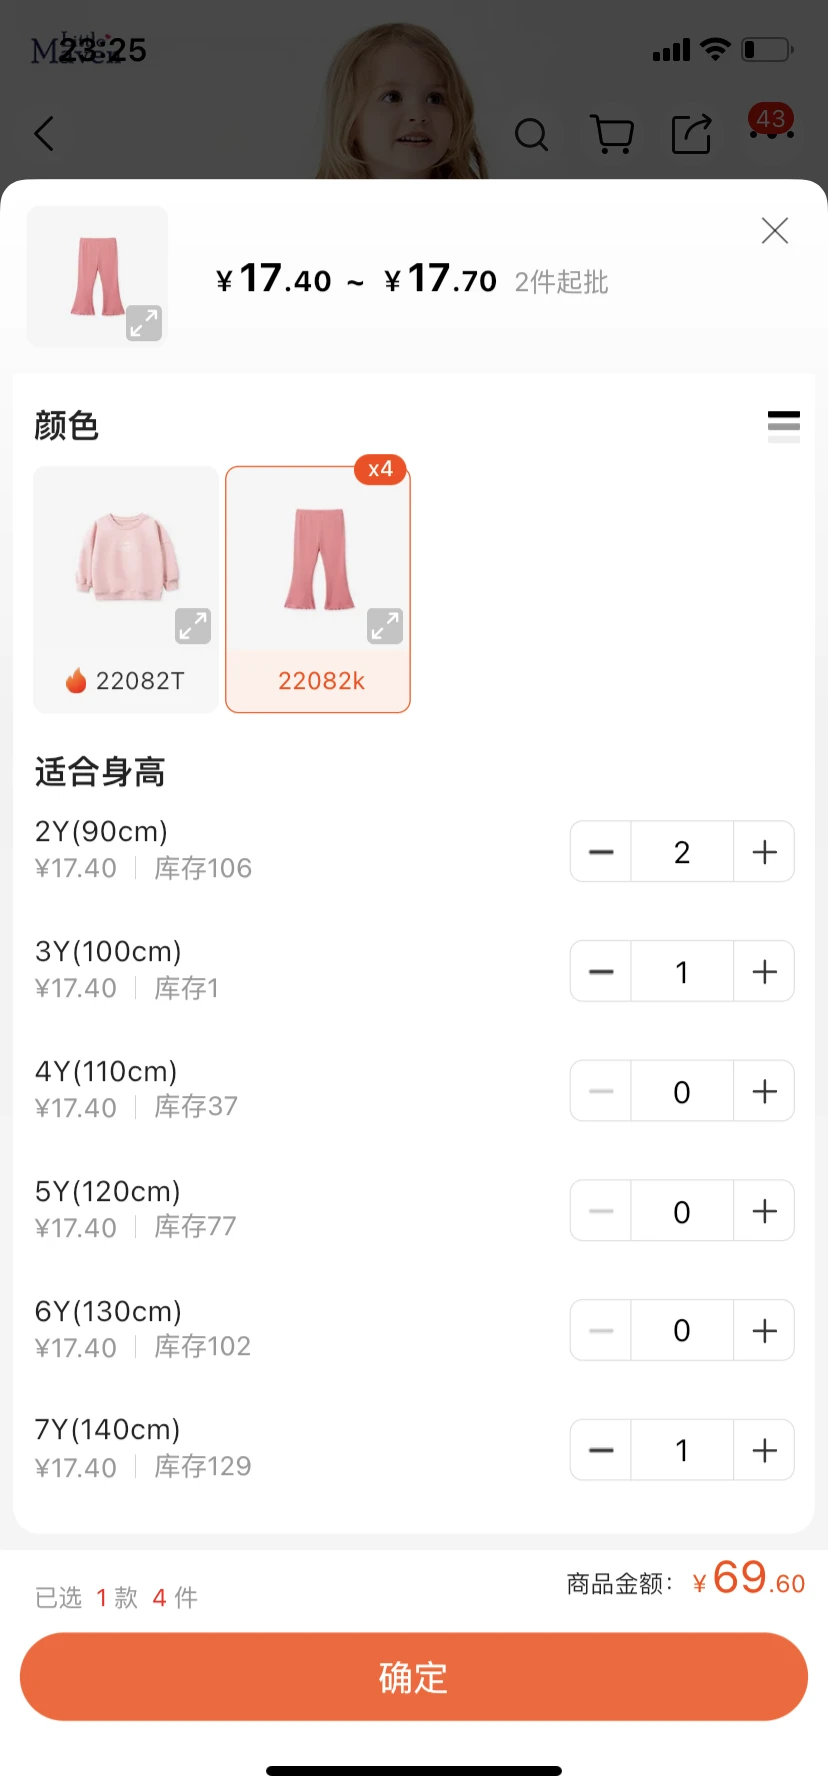 Little
Maven
23:25
43
¥17.40 ~ ¥17.70 2件起批
颜色
x4
22082T
22082k
适合身高
2Y(90cm)
¥17.40 库存106
2
3Y(100cm)
¥17.40 库存1
1
4Y(110cm)
¥17.40 库存37
0
5Y(120cm)
¥17.40 库存77
0
6Y(130cm)
¥17.40 库存102
0
7Y(140cm)
¥17.40 库存129
1
已选 1 款 4 件
商品金额: ¥69.60
确定